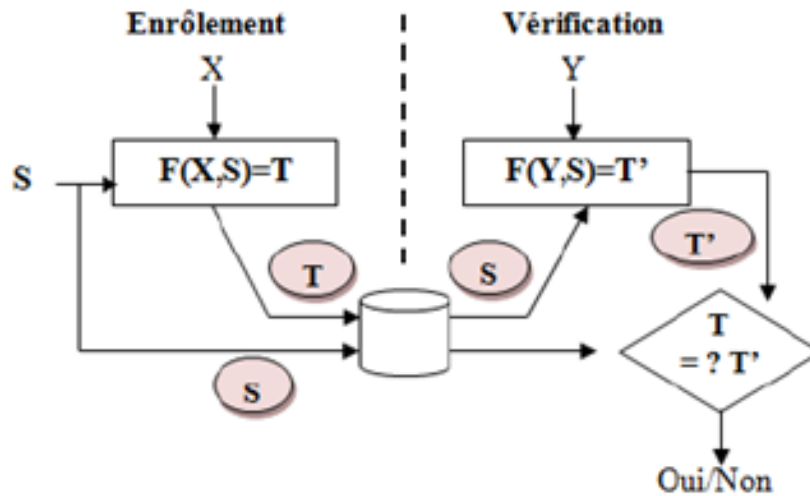 Enrôlement
Vérification
X
Y
S
F(X,S)=T
F(Y,S)=T’
T
S
T’
S
T
= ? T’
Oui/Non